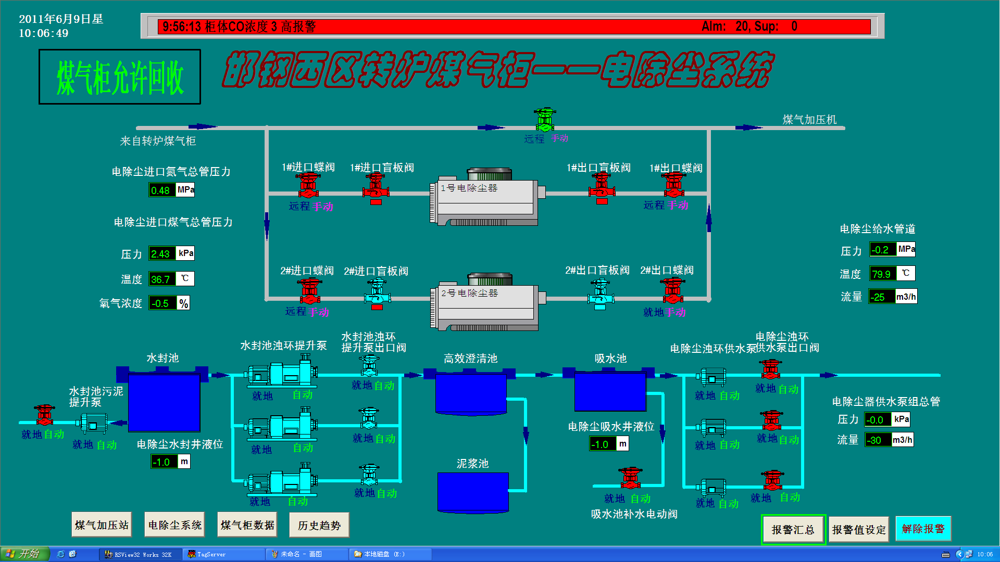 2011年6月9日星
10:06:49
9:56:13 柜体CO浓度 3 高报警
Alm: 20, Sup: 0
煤气柜允许回收
邯钢西区转炉煤气柜——电除尘系统
来自转炉煤气柜
远程 手动
煤气加压机
电除尘进口氮气总管压力
0.48 MPa
1#进口蝶阀
1#进口盲板阀
1号电除尘器
1#出口盲板阀
1#出口蝶阀
远程 手动
远程 手动
电除尘进口煤气总管压力
压力 2.43 kPa
温度 36.7 ℃
氧气浓度 -0.5 %
电除尘给水管道
压力 -0.2 MPa
温度 79.9 ℃
流量 -25 m3/h
2#进口蝶阀
2#进口盲板阀
2号电除尘器
2#出口盲板阀
2#出口蝶阀
远程 手动
就地 手动
水封池
水封池浊环提升泵
水封池浊环
提升泵出口阀
高效澄清池
吸水池
电除尘浊环供水泵
电除尘浊环
供水泵出口阀
就地 自动
就地 自动
就地 自动
就地 自动
水封池污泥
提升泵
就地 自动
就地 自动
电除尘水封井液位
-1.0 m
就地 自动
就地 自动
电除尘吸水井液位
-1.0 m
就地 自动
就地 自动
电除尘器供水泵组总管
压力 -0.0 kPa
流量 -30 m3/h
泥浆池
就地 自动
就地 自动
就地 自动
吸水池补水电动阀
就地 自动
就地 自动
煤气加压站
电除尘系统
煤气柜数据
历史趋势
报警汇总
报警值设定
解除报警
开始
RSView32 Works 32K
TagServer
未命名 - 画图
本地磁盘 (E:)
10:06